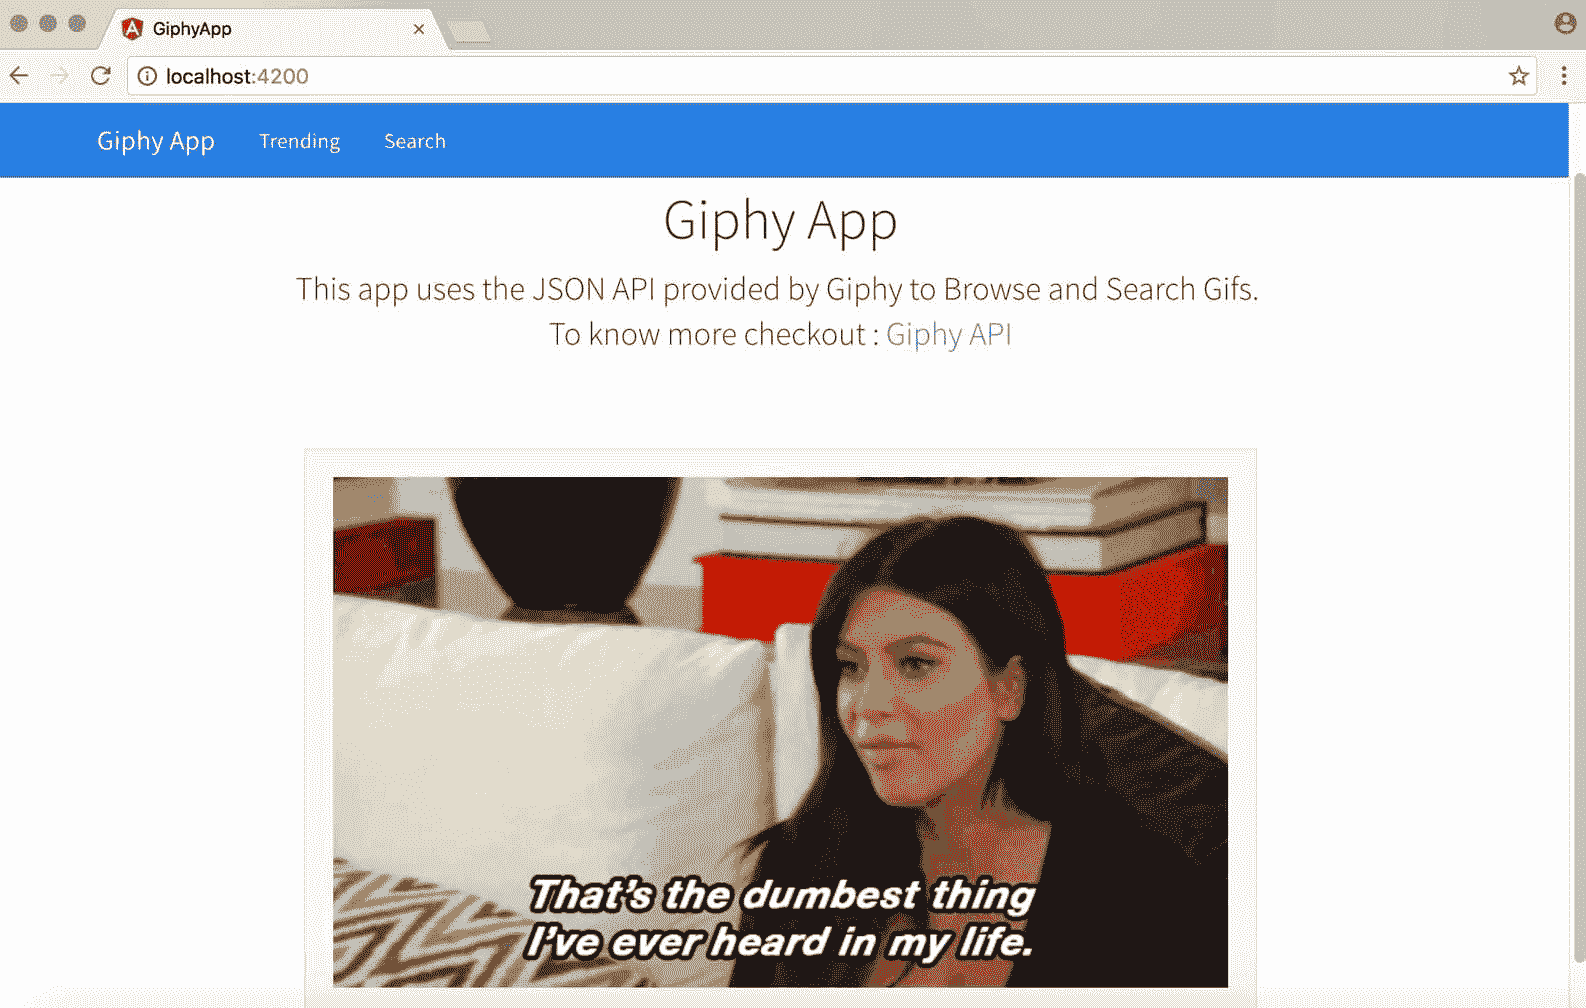 GiphyApp
localhost:4200
Giphy App Trending Search
Giphy App
This app uses the JSON API provided by Giphy to Browse and Search Gifs.
To know more checkout : Giphy API
That's the dumbest thing
I've ever heard in my life.